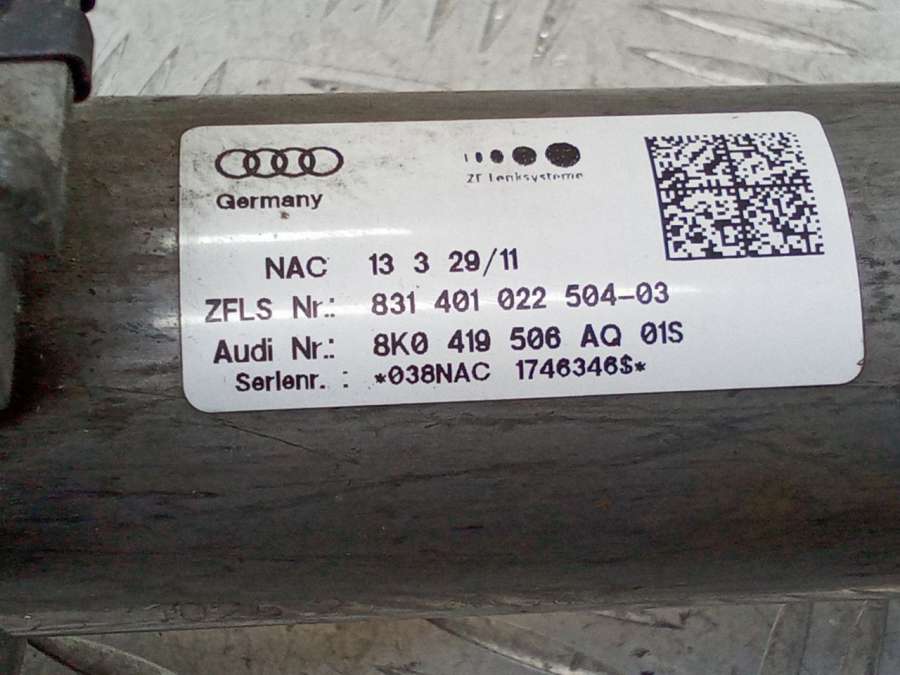 Germany
ZF Lenksysteme
NAC 13 3 29/11
ZFLS Nr.: 831 401 022 504-03
Audi Nr.: 8K0 419 506 AQ 01S
Serienr. : *038NAC 1746346$*